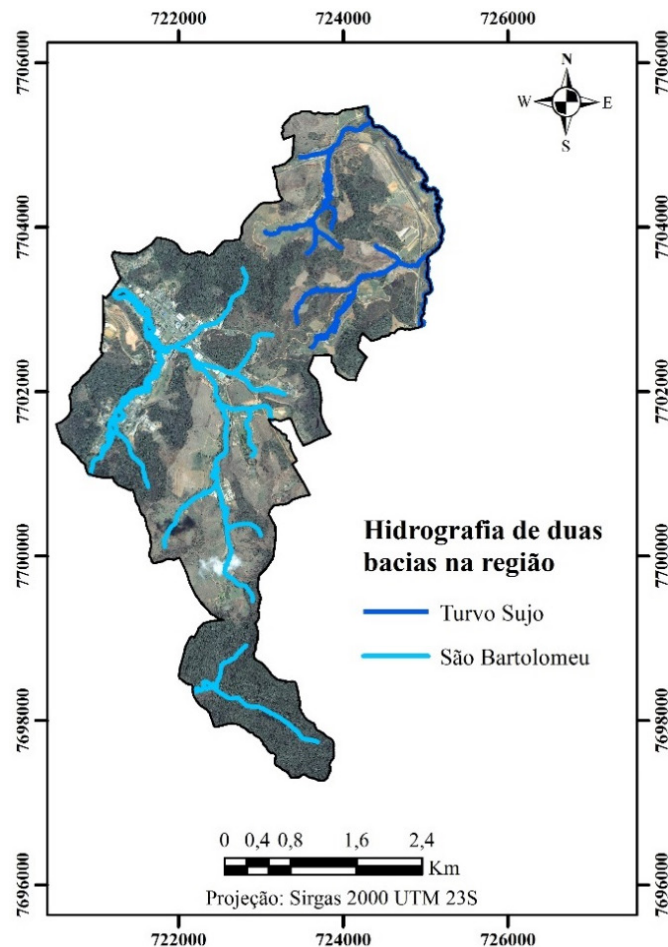 722000 724000 726000
N
W E
S
7706000 7706000
7704000 7704000
7702000 7702000
7700000 7700000
Hidrografia de duas
bacias na região
Turvo Sujo
São Bartolomeu
7698000 7698000
0 0,4 0,8 1,6 2,4
Km
Projeção: Sirgas 2000 UTM 23S
7696000 7696000
722000 724000 726000